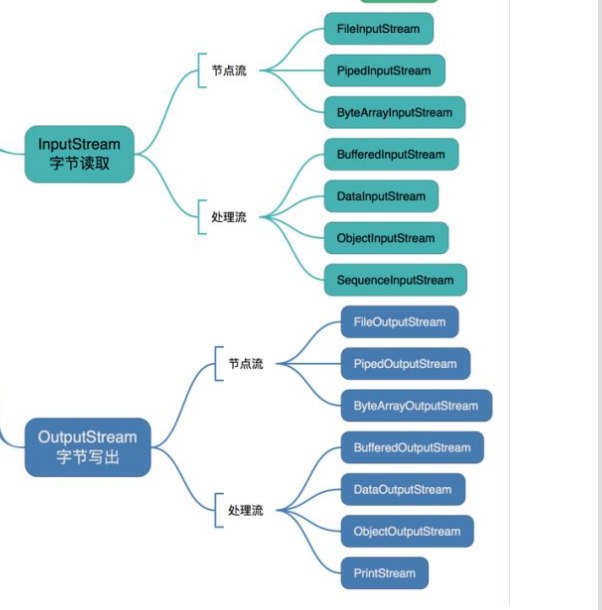 FileInputStream
节点流
PipedInputStream
ByteArrayInputStream
InputStream
字节读取
BufferedInputStream
DataInputStream
处理流
ObjectInputStream
SequenceInputStream
FileOutputStream
节点流
PipedOutputStream
ByteArrayOutputStream
OutputStream
字节写出
BufferedOutputStream
DataOutputStream
处理流
ObjectOutputStream
PrintStream